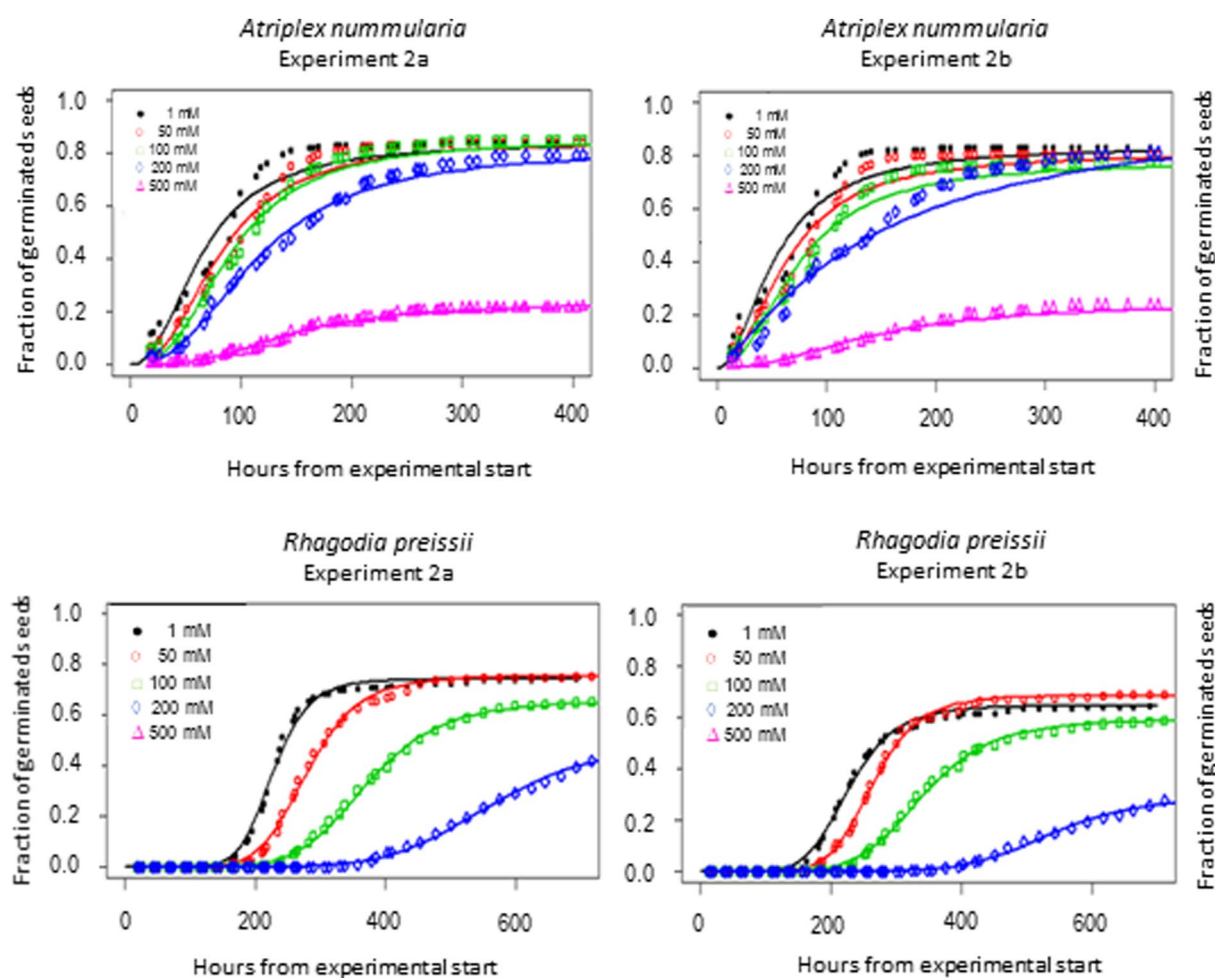 Atriplex nummularia
Experiment 2a
Fraction of germinated seeds
1.0
0.8
0.6
0.4
0.2
0.0
1 mM
50 mM
100 mM
200 mM
500 mM
0 100 200 300 400
Hours from experimental start
Atriplex nummularia
Experiment 2b
1.0
0.8
0.6
0.4
0.2
0.0
1 mM
50 mM
100 mM
200 mM
500 mM
0 100 200 300 400
Hours from experimental start
Fraction of germinated seeds
Rhagodia preissii
Experiment 2a
Fraction of germinated seeds
1.0
0.8
0.6
0.4
0.2
0.0
1 mM
50 mM
100 mM
200 mM
500 mM
0 200 400 600
Hours from experimental start
Rhagodia preissii
Experiment 2b
1.0
0.8
0.6
0.4
0.2
0.0
1 mM
50 mM
100 mM
200 mM
500 mM
0 200 400 600
Hours from experimental start
Fraction of germinated seeds